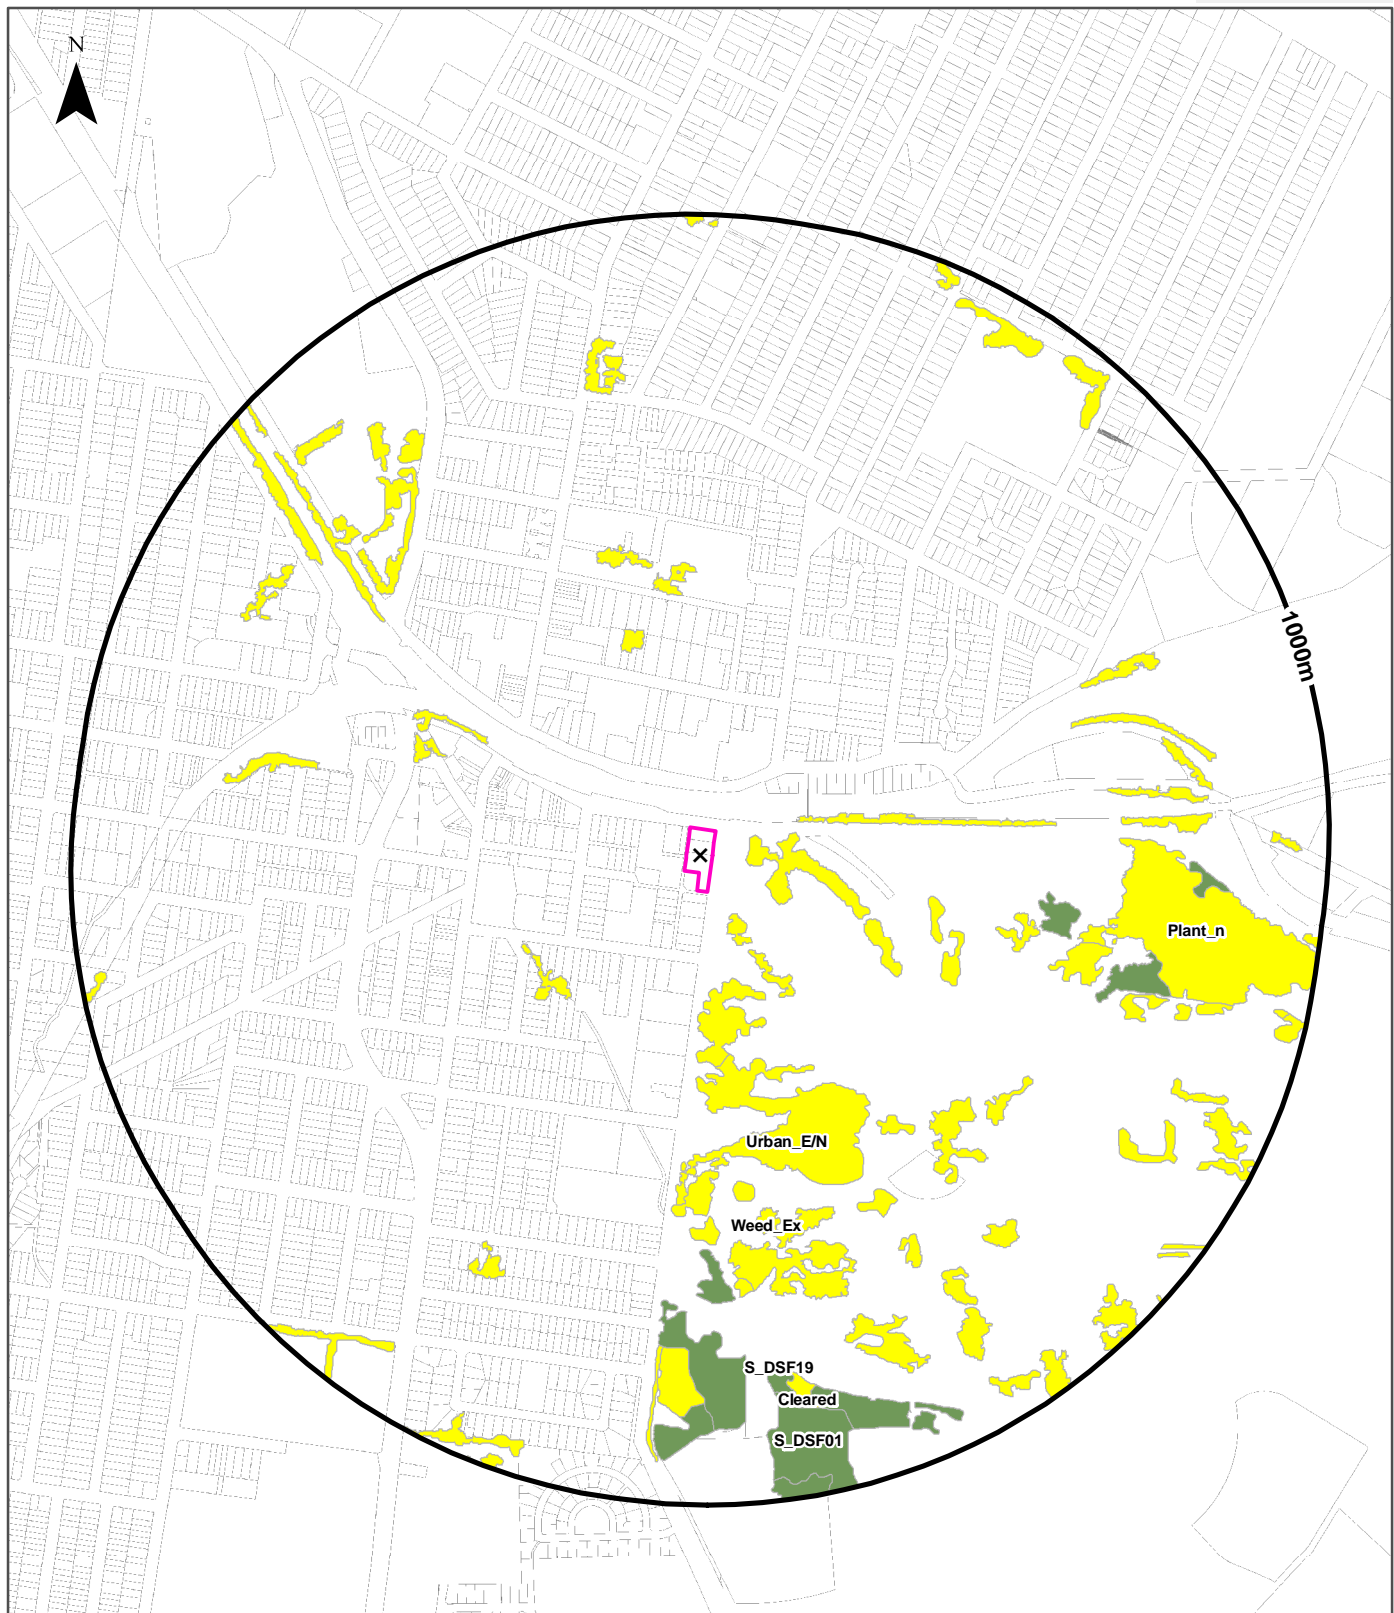 N
1000m
Plant_n
Urban_E/N
Weed_Ex
S_DSF19
Cleared
S_DSF01